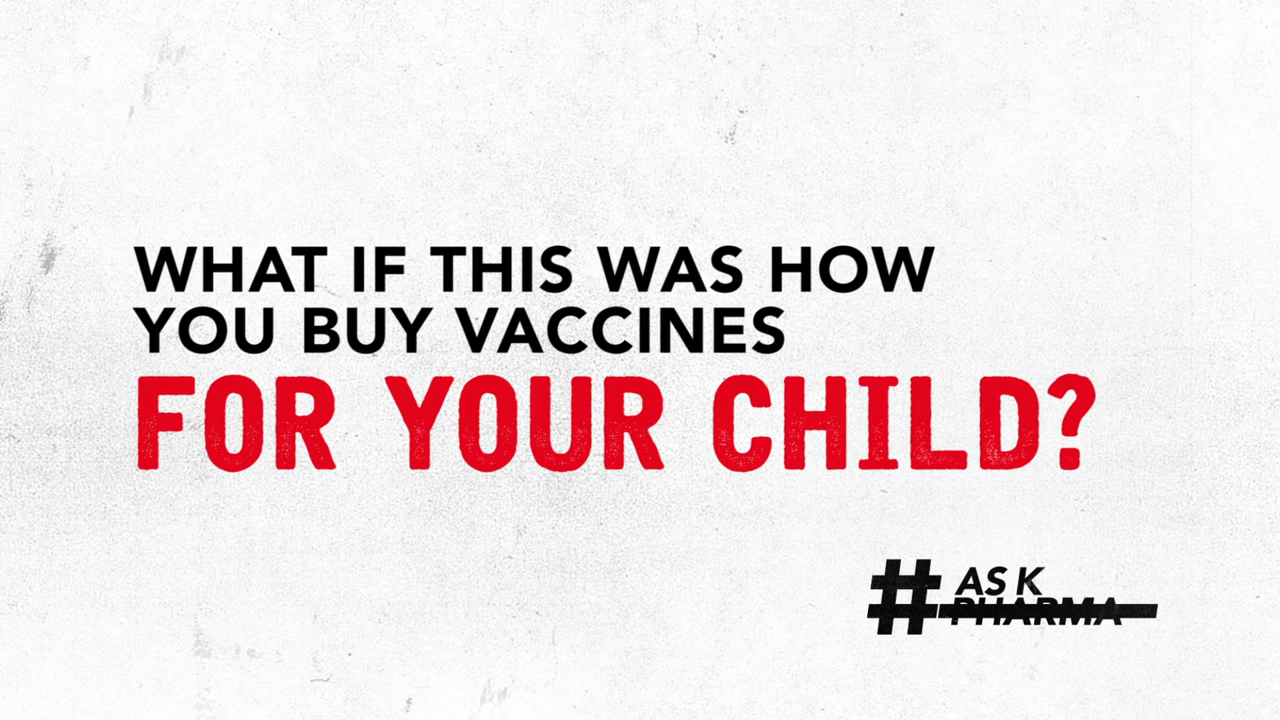 WHAT IF THIS WAS HOW
YOU BUY VACCINES
FOR YOUR CHILD?
#ASK
PHARMA